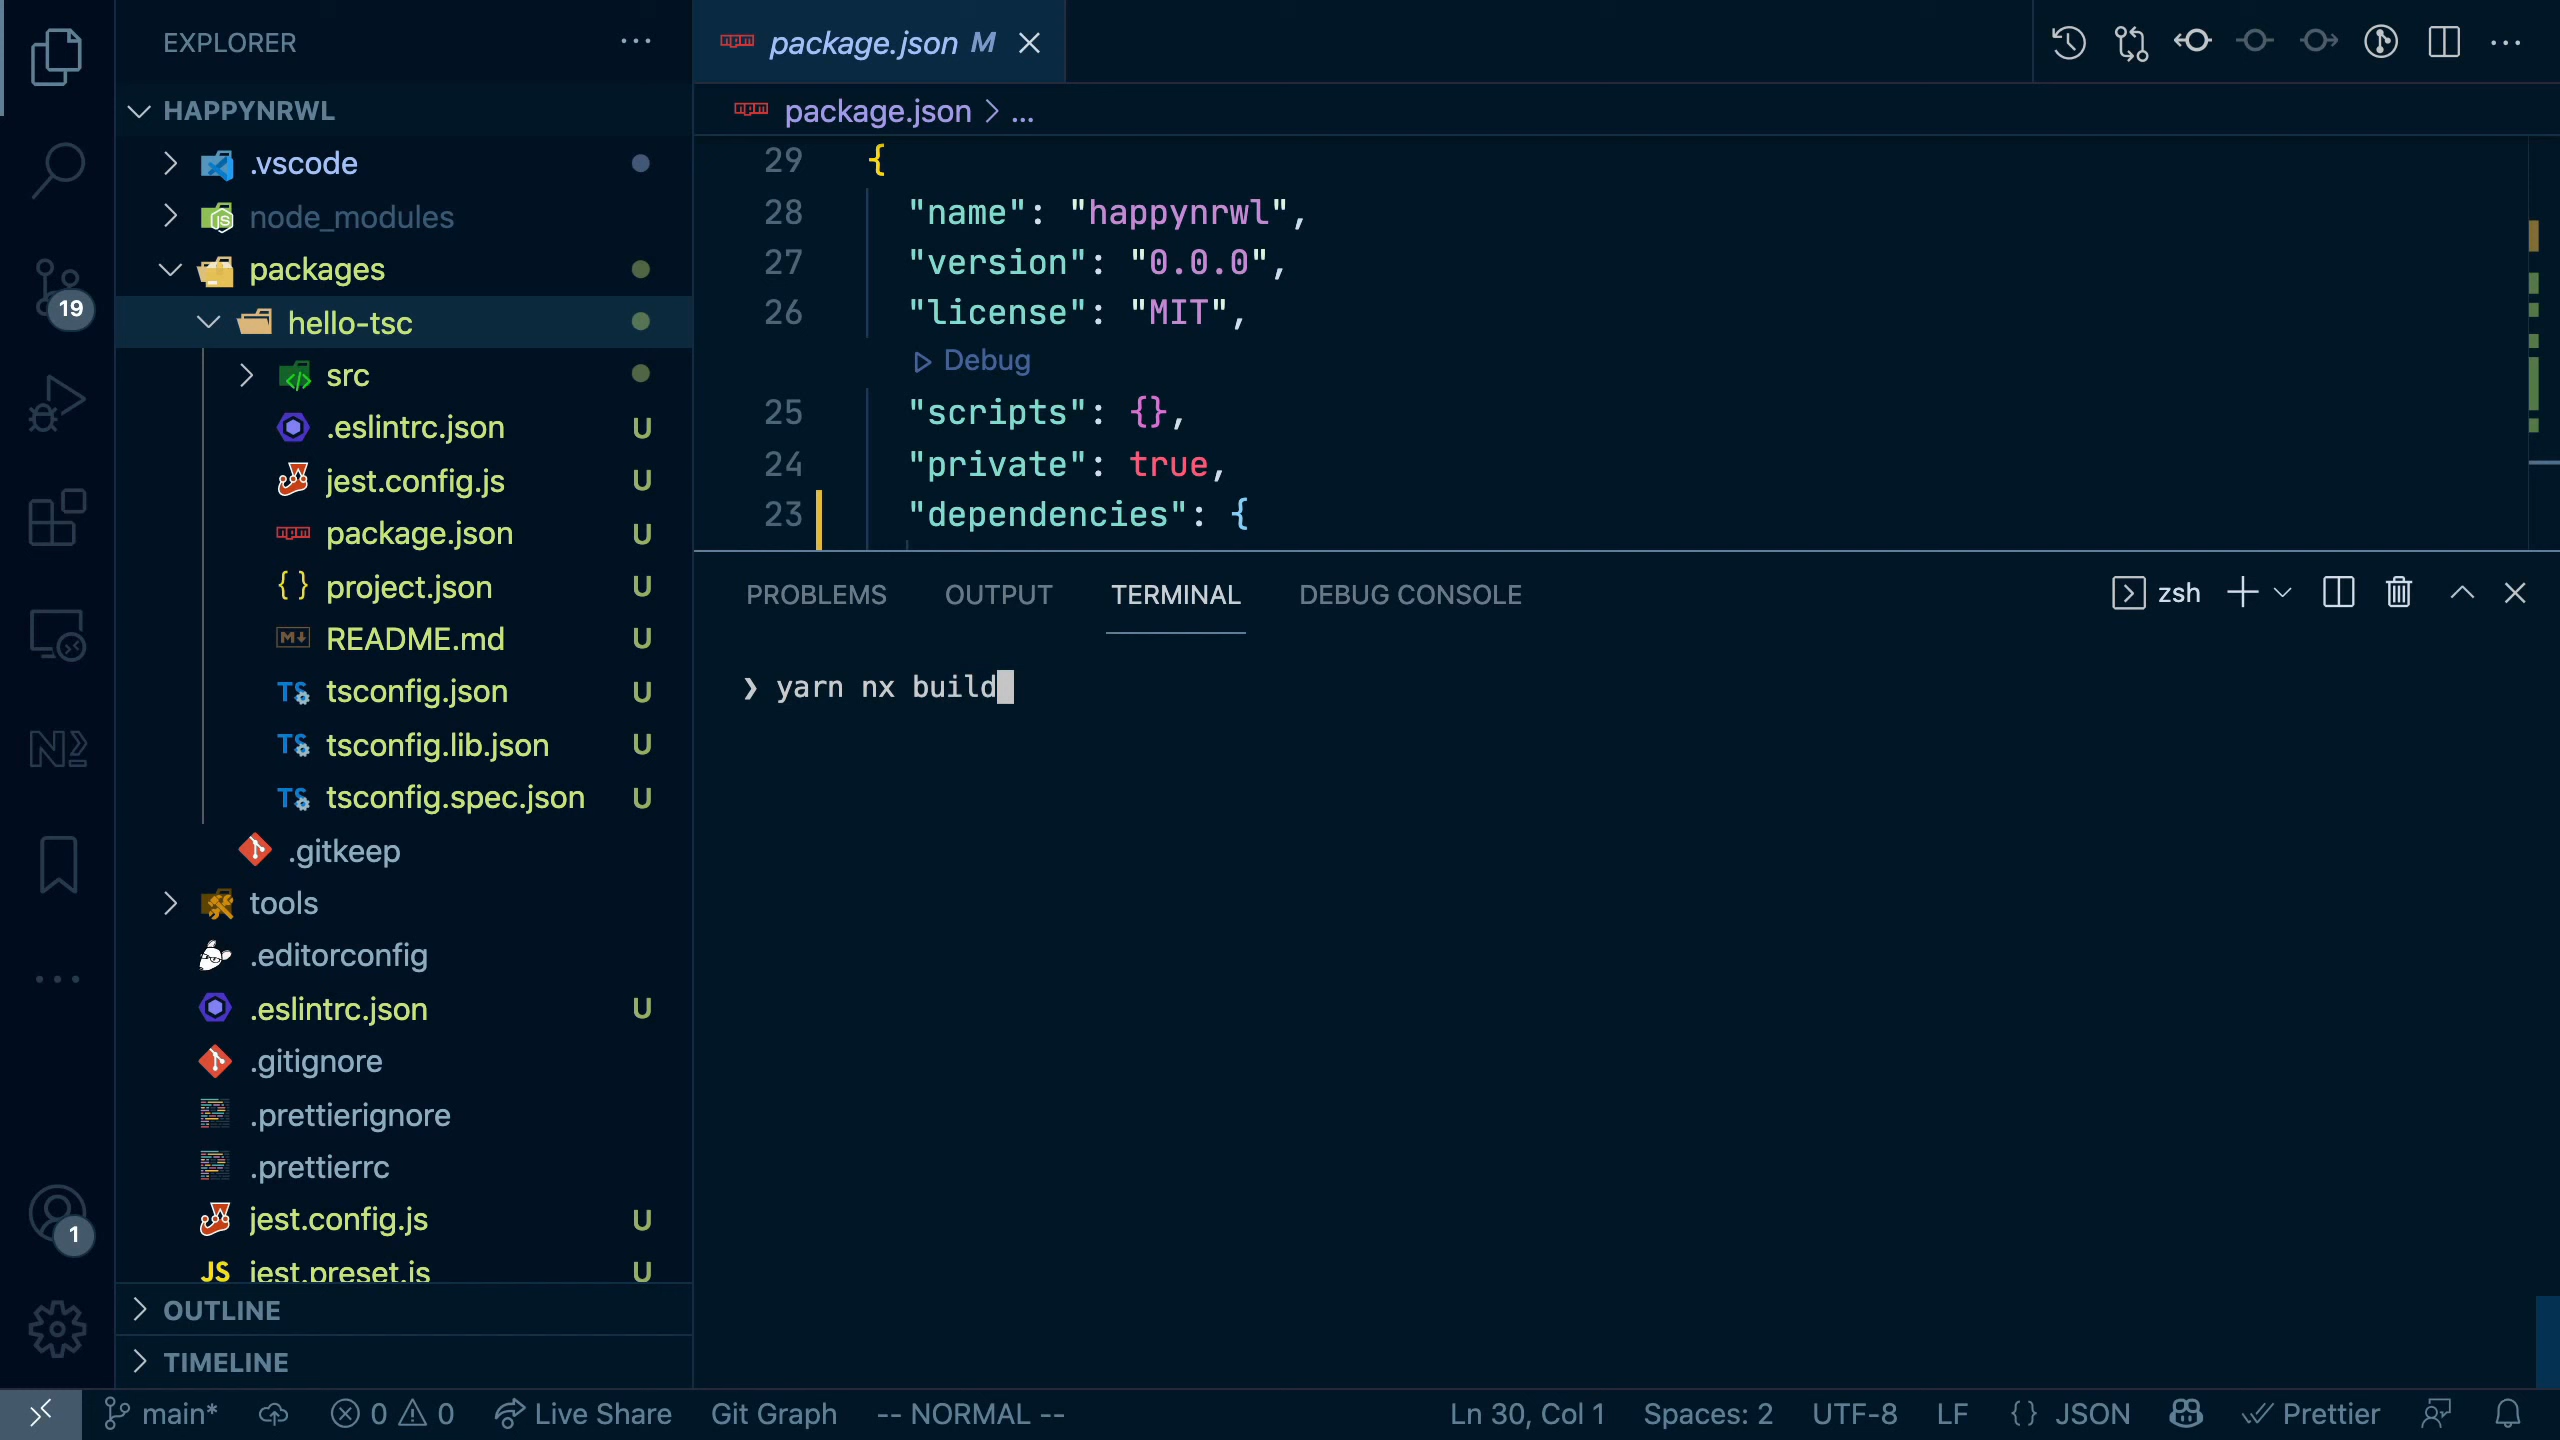 EXPLORER
HAPPYNRWL
.vscode
node_modules
packages
hello-tsc
src
.eslintrc.json U
jest.config.js U
package.json U
project.json U
README.md U
tsconfig.json U
tsconfig.lib.json U
tsconfig.spec.json U
.gitkeep
tools
.editorconfig
.eslintrc.json U
.gitignore
.prettierignore
.prettierrc
jest.config.js U
JS jest.preset.js U
OUTLINE
TIMELINE
19
1
package.json M
package.json > ...
29 {
28 "name": "happynrwl",
27 "version": "0.0.0",
26 "license": "MIT",
Debug
25 "scripts": {},
24 "private": true,
23 "dependencies": {
PROBLEMS OUTPUT TERMINAL DEBUG CONSOLE zsh
❯ yarn nx build
main* 0 0 Live Share Git Graph -- NORMAL -- Ln 30, Col 1 Spaces: 2 UTF-8 LF {} JSON Prettier